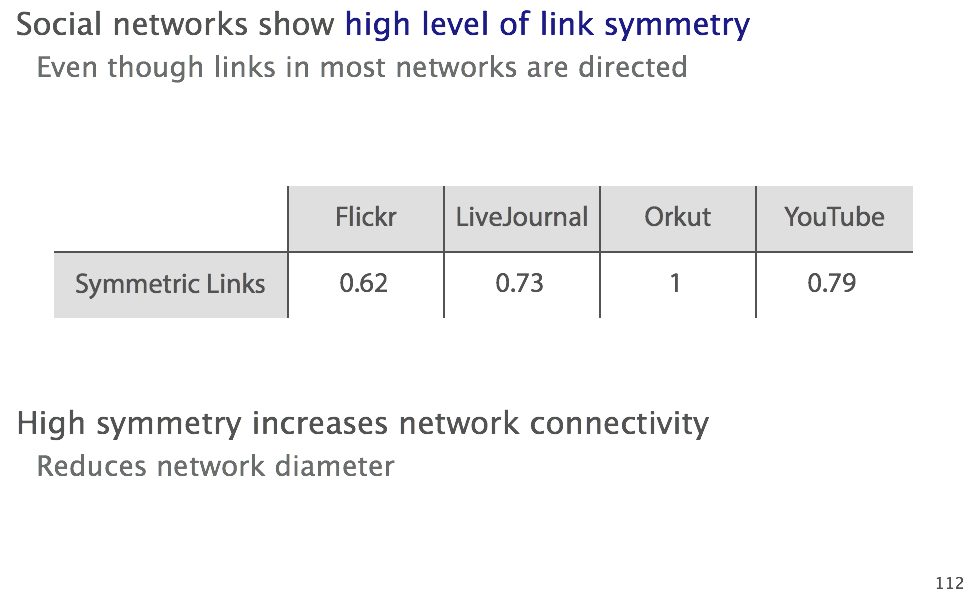 Social networks show high level of link symmetry
Even though links in most networks are directed
Flickr LiveJournal Orkut YouTube
Symmetric Links 0.62 0.73 1 0.79
High symmetry increases network connectivity
Reduces network diameter
112